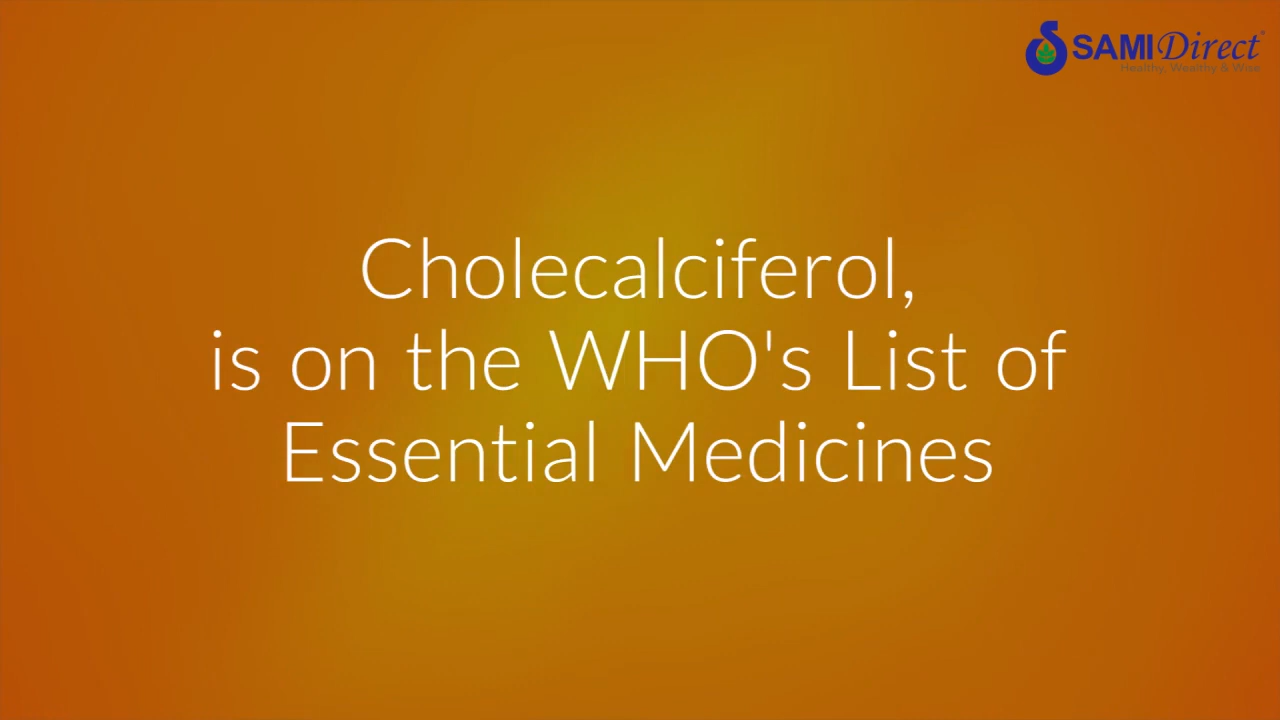 SAMI Direct
Healthy, Wealthy & Wise
Cholecalciferol,
is on the WHO's List of
Essential Medicines